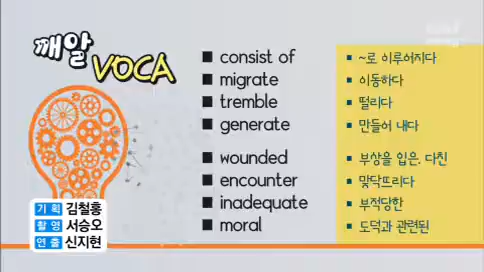 깨알
VOCA
consist of ~로 이루어지다
migrate 이동하다
tremble 떨리다
generate 만들어 내다
wounded 부상을 입은, 다친
encounter 맞닥뜨리다
inadequate 부적당한
moral 도덕과 관련된
기획 김철홍
촬영 서승오
연출 신지현